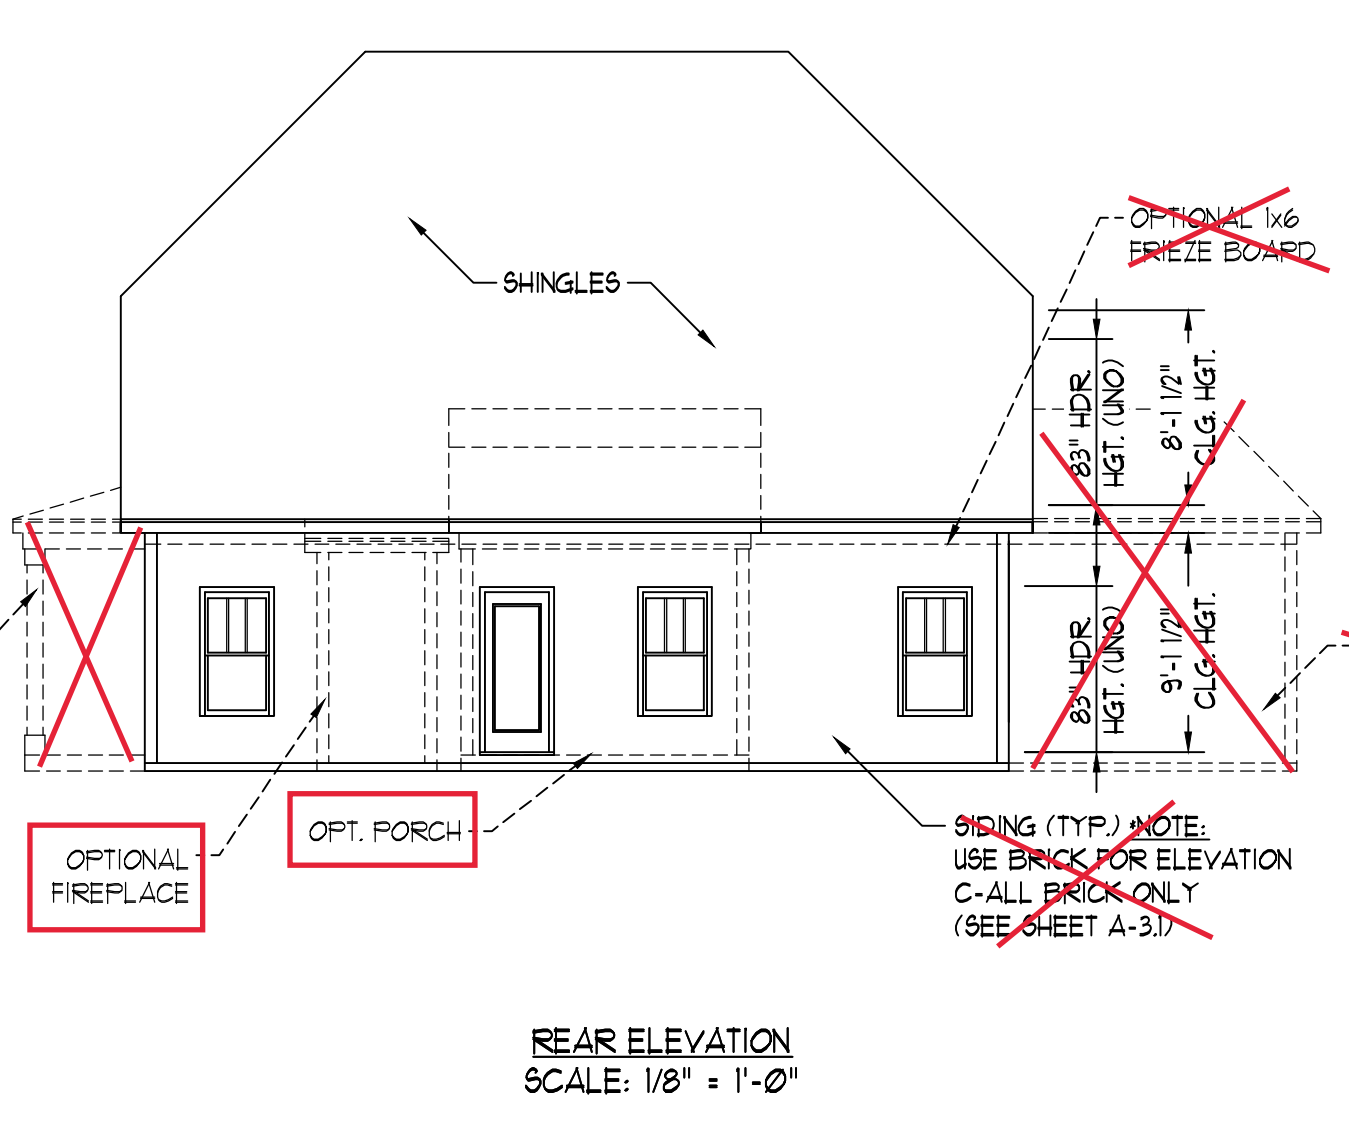 OPTIONAL 1x6
FRIEZE BOARD
SHINGLES
83" HDR.
HGT. (UNO)
8'-1 1/2"
CLG. HGT.
83" HDR.
HGT. (UNO)
9'-1 1/2"
CLG. HGT.
OPT. PORCH
OPTIONAL
FIREPLACE
SIDING (TYP.) *NOTE:
USE BRICK FOR ELEVATION
C-ALL BRICK ONLY
(SEE SHEET A-3.1)
REAR ELEVATION
SCALE: 1/8" = 1'-0"